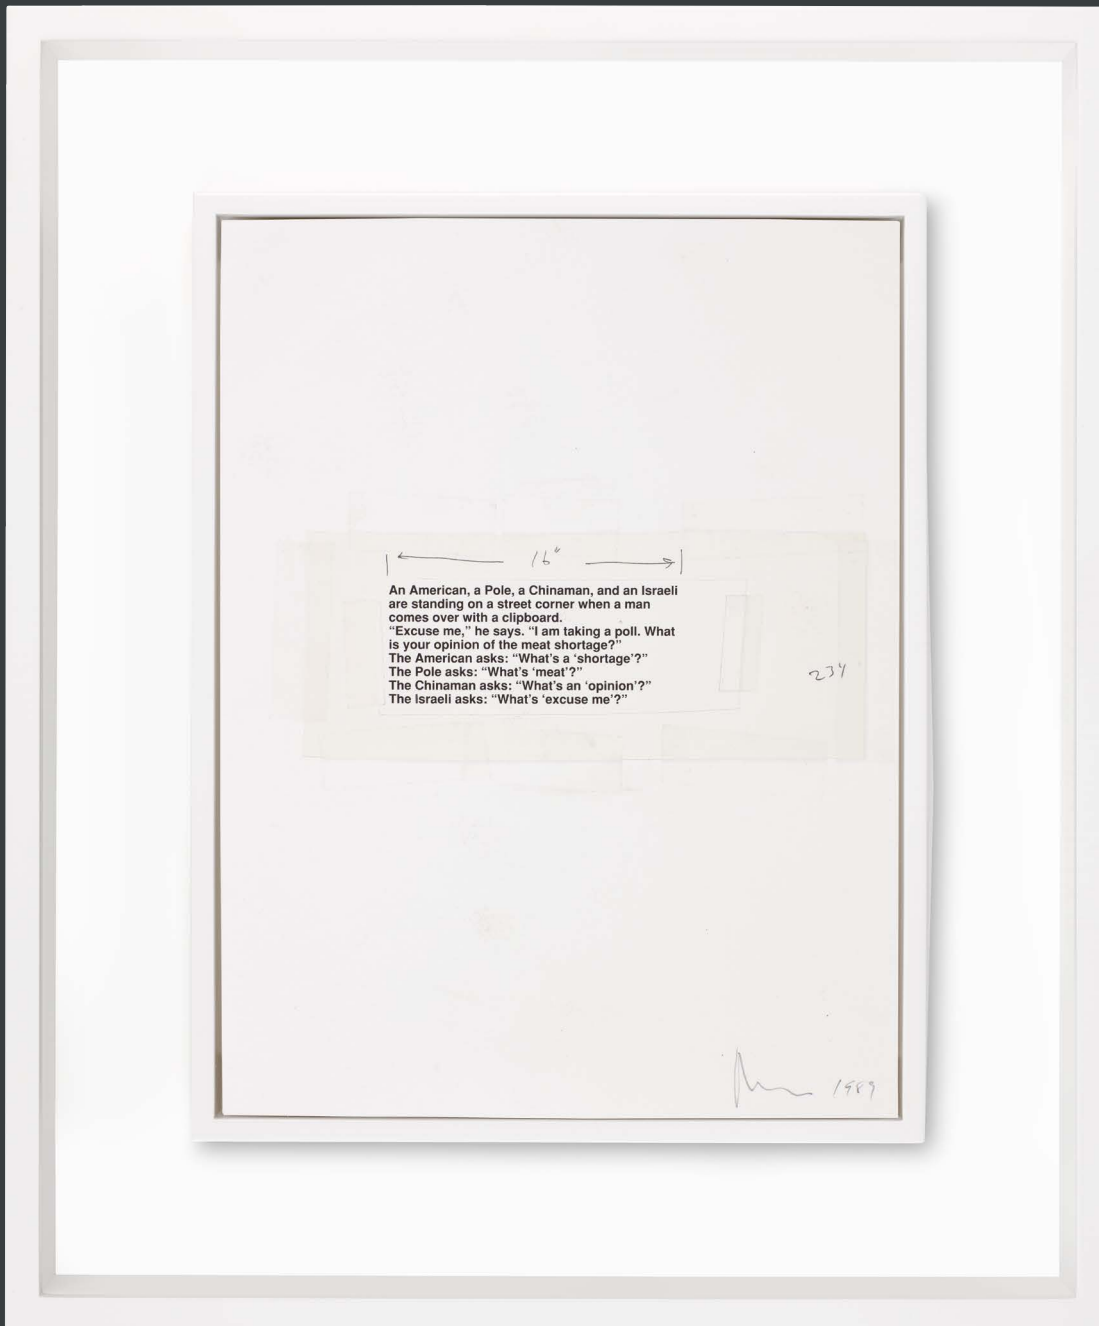 16"
An American, a Pole, a Chinaman, and an Israeli
are standing on a street corner when a man
comes over with a clipboard.
“Excuse me,” he says. “I am taking a poll. What
is your opinion of the meat shortage?”
The American asks: “What’s a ‘shortage’?”
The Pole asks: “What’s ‘meat’?”
The Chinaman asks: “What’s an ‘opinion’?”
The Israeli asks: “What’s ‘excuse me’?”
234
1989